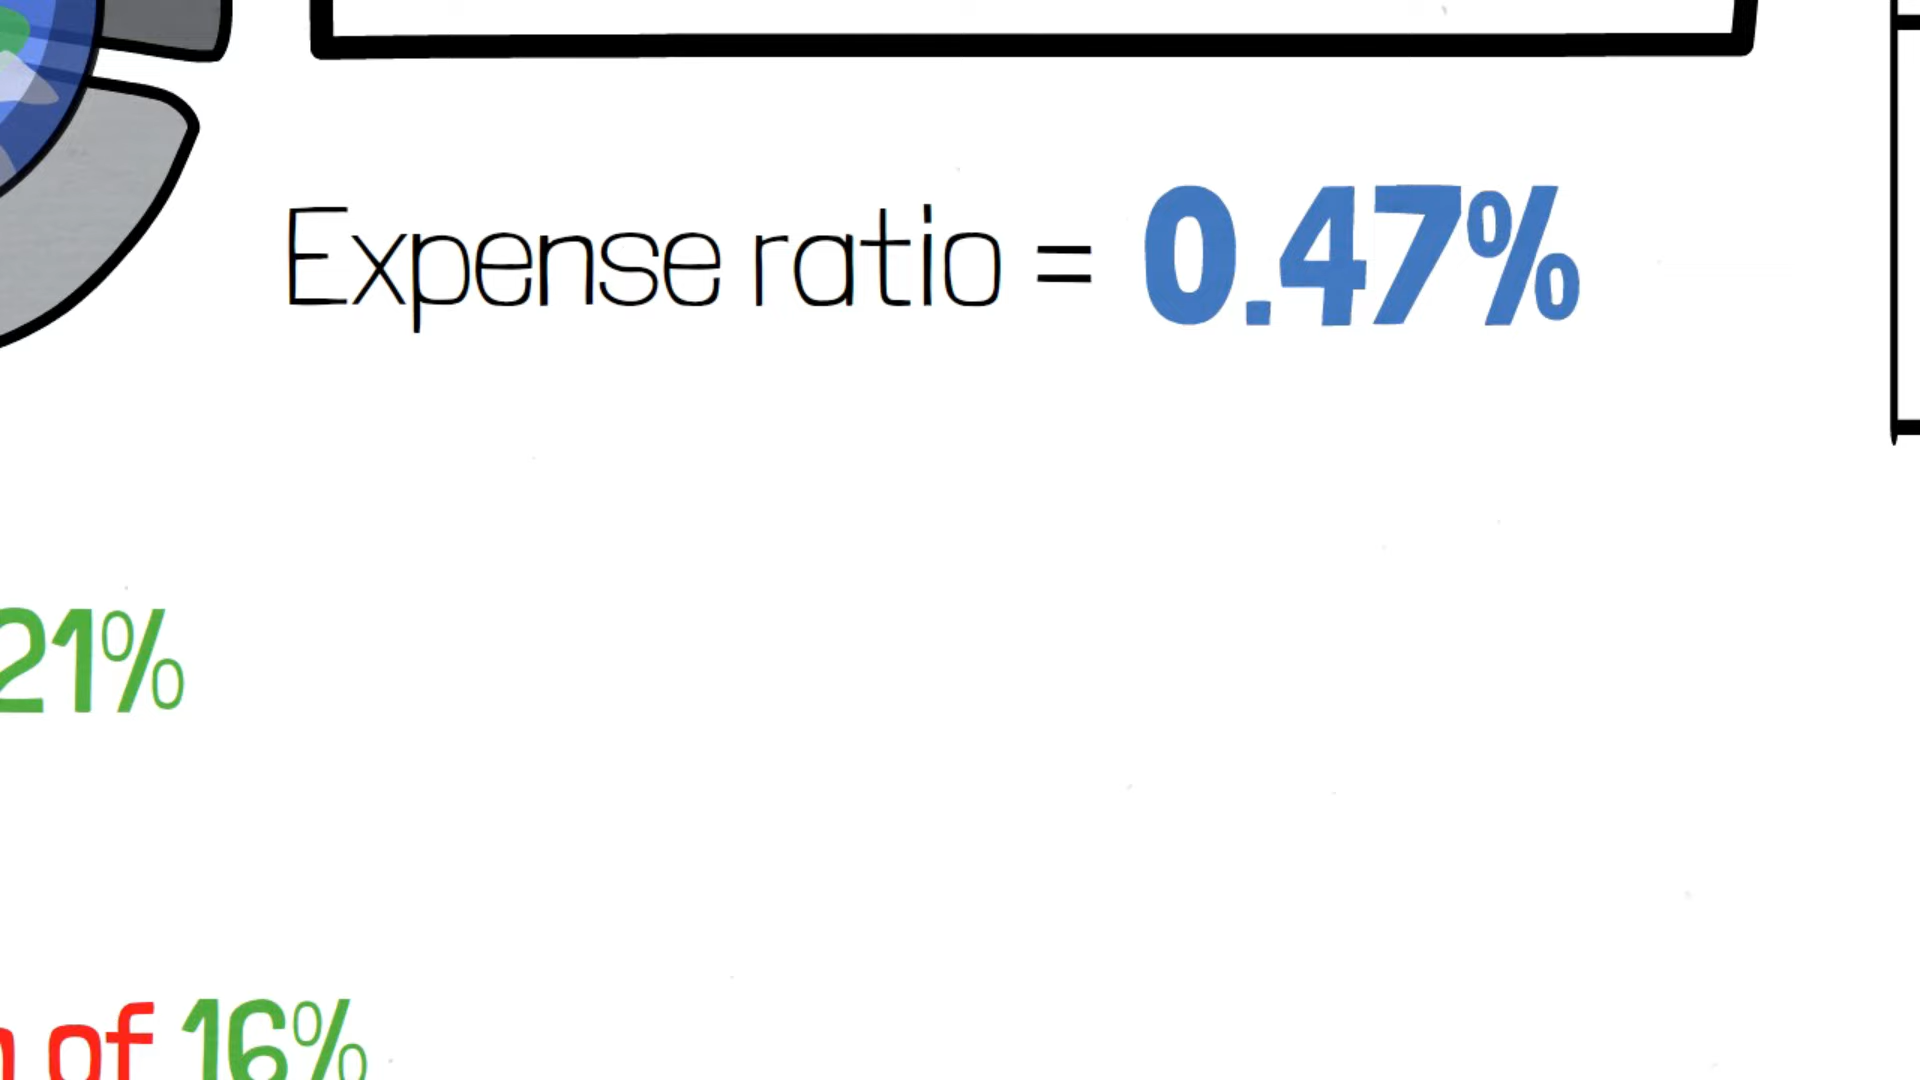 Expense ratio = 0.47%
21%
of 16%